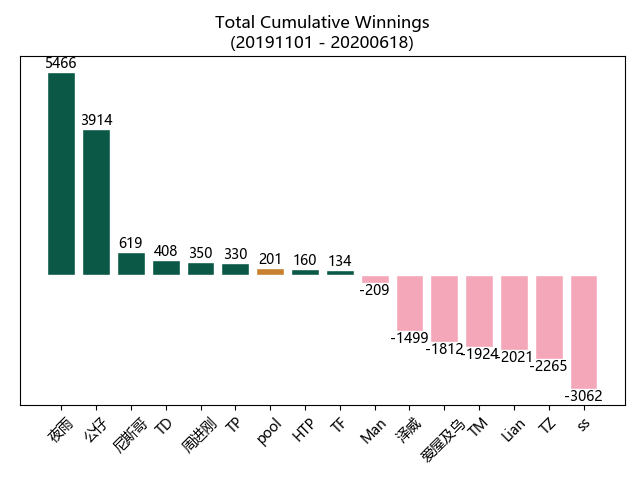 Total Cumulative Winnings
(20191101 - 20200618)
5466
3914
619
408
350
330
201
160
134
-209
-1499
-1812
-1924
-2021
-2265
-3062
夜雨
公仔
尼斯哥
TD
周进刚
TP
pool
HTP
TF
Man
泽威
爱屋及乌
TM
Lian
TZ
ss